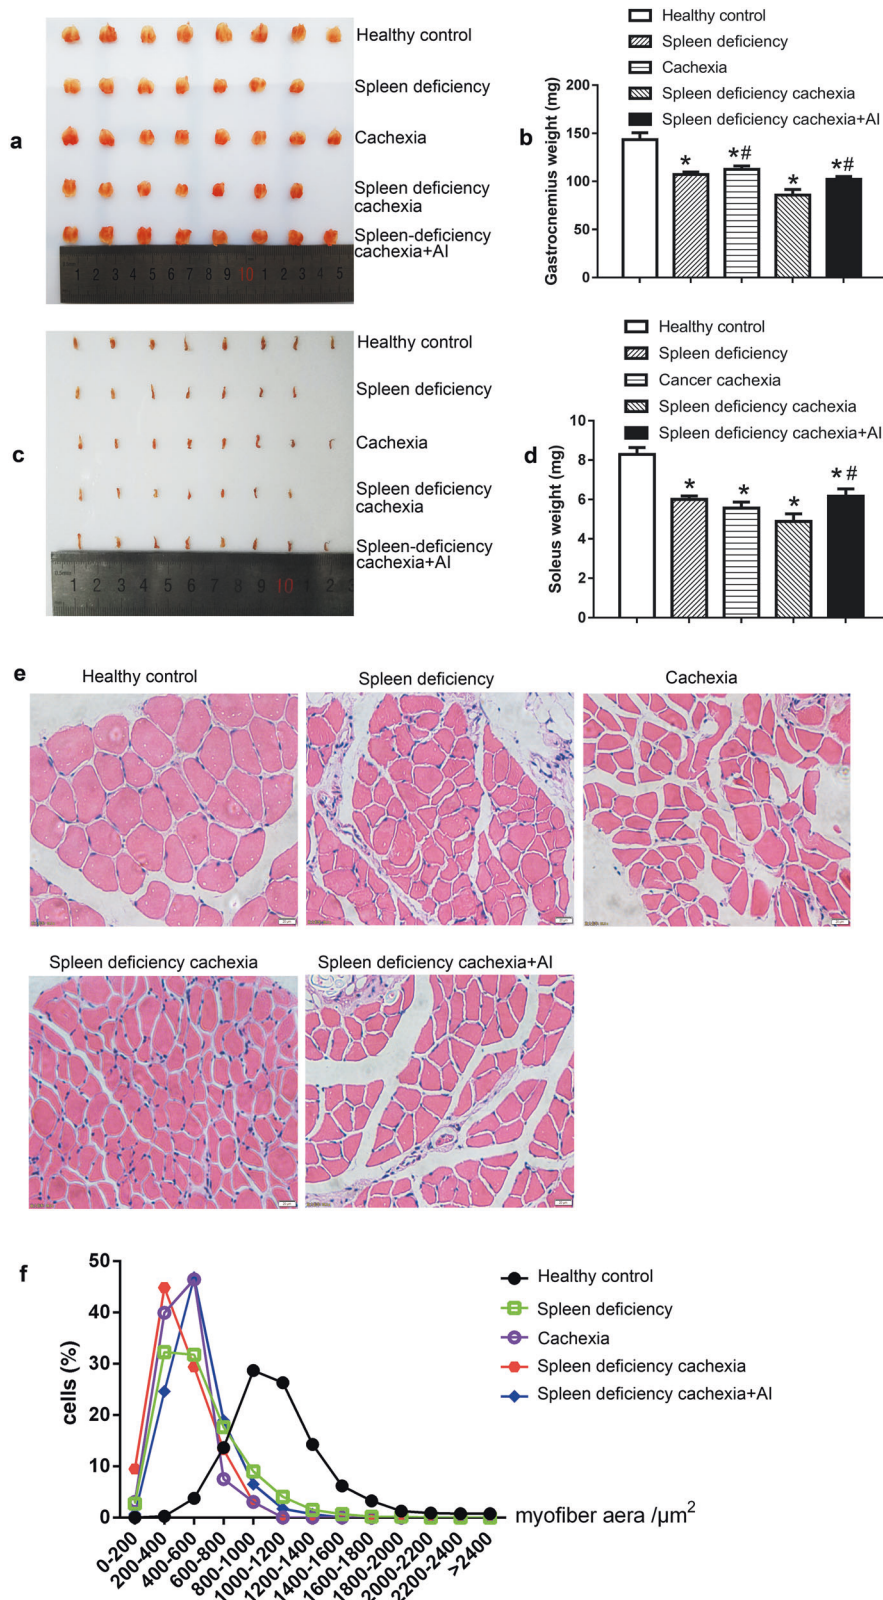 a
Healthy control
Spleen deficiency
Cachexia
Spleen deficiency
cachexia
Spleen-deficiency
cachexia+AI
1 2 3 4 5 6 7 8 9 10 1 2 3 4 5
b
Healthy control
Spleen deficiency
Cachexia
Spleen deficiency cachexia
Spleen deficiency cachexia+AI
Gastrocnemius weight (mg)
200
150
100
50
0
* *# * *#
c
Healthy control
Spleen deficiency
Cachexia
Spleen deficiency
cachexia
Spleen-deficiency
cachexia+AI
1 2 3 4 5 6 7 8 9 10 1 2
d
Healthy control
Spleen deficiency
Cancer cachexia
Spleen deficiency cachexia
Spleen deficiency cachexia+AI
Soleus weight (mg)
10
8
6
4
2
0
* * * *#
e
Healthy control
Spleen deficiency
Cachexia
Spleen deficiency cachexia
Spleen deficiency cachexia+AI
f
Healthy control
Spleen deficiency
Cachexia
Spleen deficiency cachexia
Spleen deficiency cachexia+AI
cells (%)
50
40
30
20
10
0
0-200
200-400
400-600
600-800
800-1000
1000-1200
1200-1400
1400-1600
1600-1800
1800-2000
2000-2200
2200-2400
>2400
myofiber aera /μm²